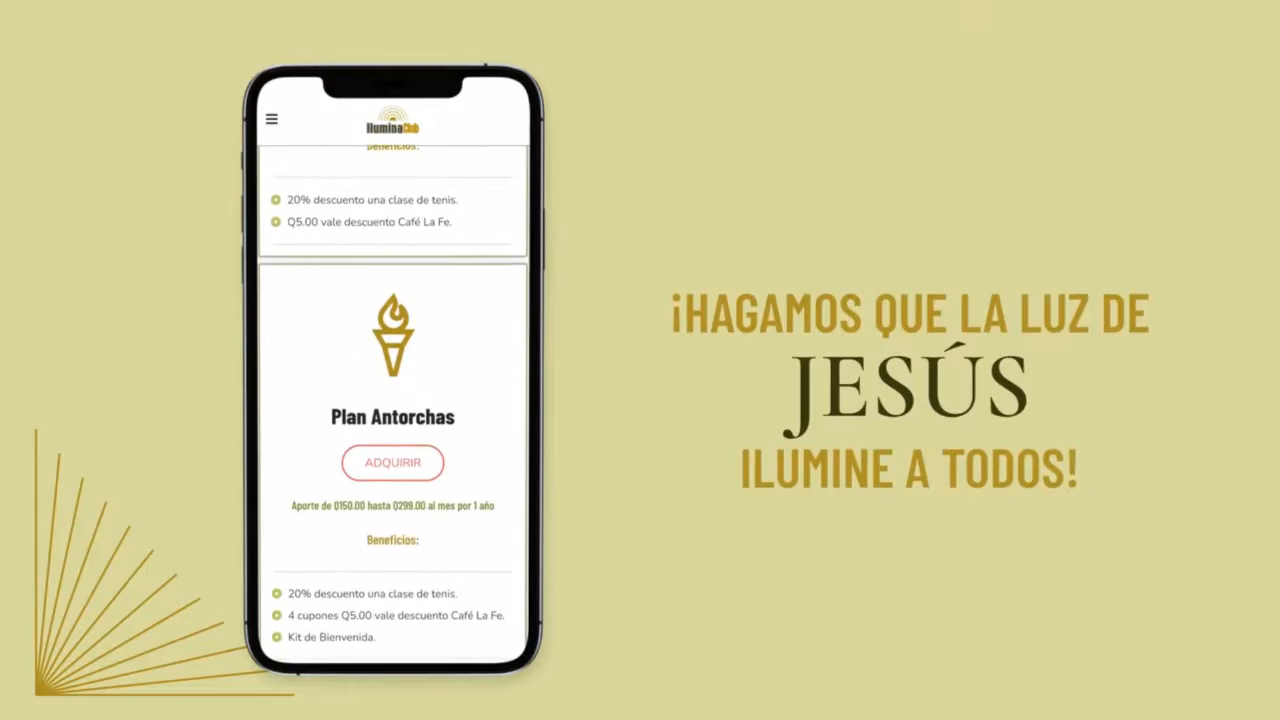 IluminaClub
Beneficios:
20% descuento una clase de tenis.
Q5.00 vale descuento Café La Fe.
Plan Antorchas
ADQUIRIR
Aporte de Q150.00 hasta Q299.00 al mes por 1 año
Beneficios:
20% descuento una clase de tenis.
4 cupones Q5.00 vale descuento Café La Fe.
Kit de Bienvenida.
¡HAGAMOS QUE LA LUZ DE
JESÚS
ILUMINE A TODOS!